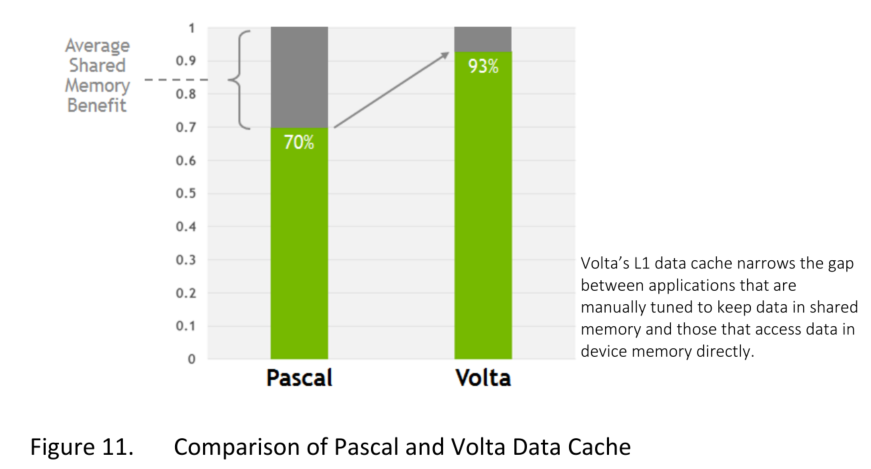 Average
Shared
Memory
Benefit
1
0.9
0.8
0.7
0.6
0.5
0.4
0.3
0.2
0.1
0
70%
93%
Pascal
Volta
Volta’s L1 data cache narrows the gap
between applications that are
manually tuned to keep data in shared
memory and those that access data in
device memory directly.
Figure 11. Comparison of Pascal and Volta Data Cache